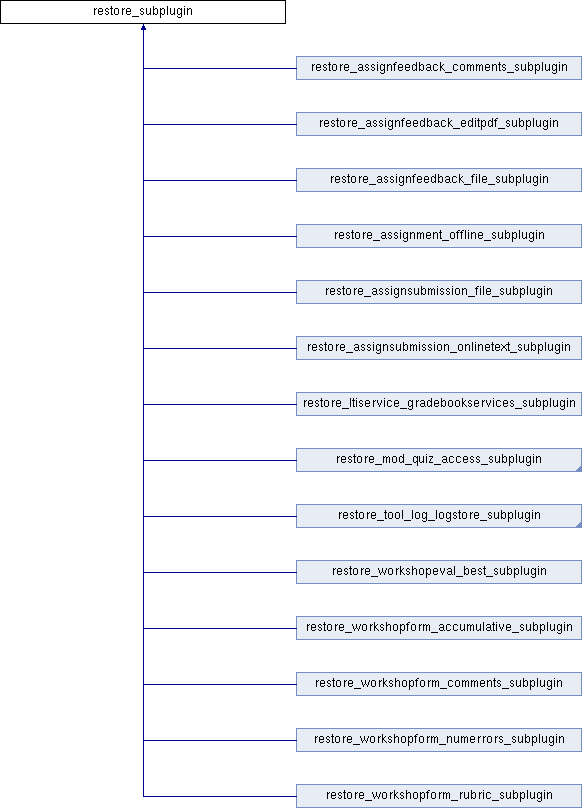 restore_subplugin
restore_assignfeedback_comments_subplugin
restore_assignfeedback_editpdf_subplugin
restore_assignfeedback_file_subplugin
restore_assignment_offline_subplugin
restore_assignsubmission_file_subplugin
restore_assignsubmission_onlinetext_subplugin
restore_ltiservice_gradebookservices_subplugin
restore_mod_quiz_access_subplugin
restore_tool_log_logstore_subplugin
restore_workshopeval_best_subplugin
restore_workshopform_accumulative_subplugin
restore_workshopform_comments_subplugin
restore_workshopform_numerrors_subplugin
restore_workshopform_rubric_subplugin